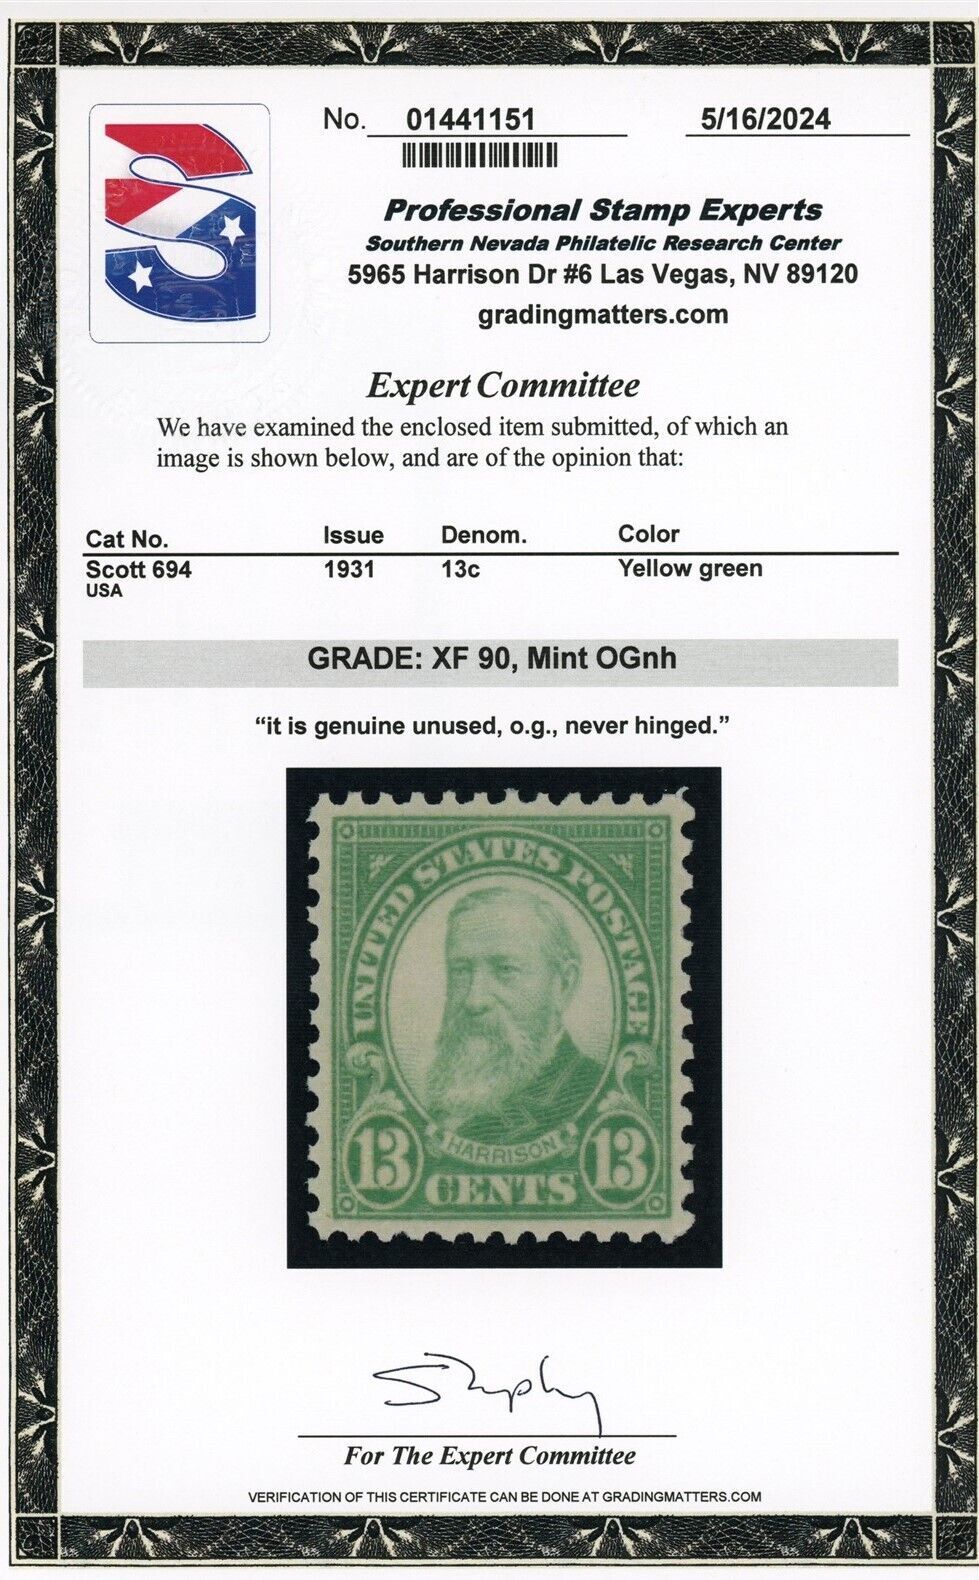 No. 01441151 5/16/2024
Professional Stamp Experts
Southern Nevada Philatelic Research Center
5965 Harrison Dr #6 Las Vegas, NV 89120
gradingmatters.com
Expert Committee
We have examined the enclosed item submitted, of which an
image is shown below, and are of the opinion that:
Cat No. Issue Denom. Color
Scott 694 1931 13c Yellow green
USA
GRADE: XF 90, Mint OGnh
“it is genuine unused, o.g., never hinged.”
UNITED STATES POSTAGE
HARRISON
13 CENTS 13
For The Expert Committee
VERIFICATION OF THIS CERTIFICATE CAN BE DONE AT GRADINGMATTERS.COM